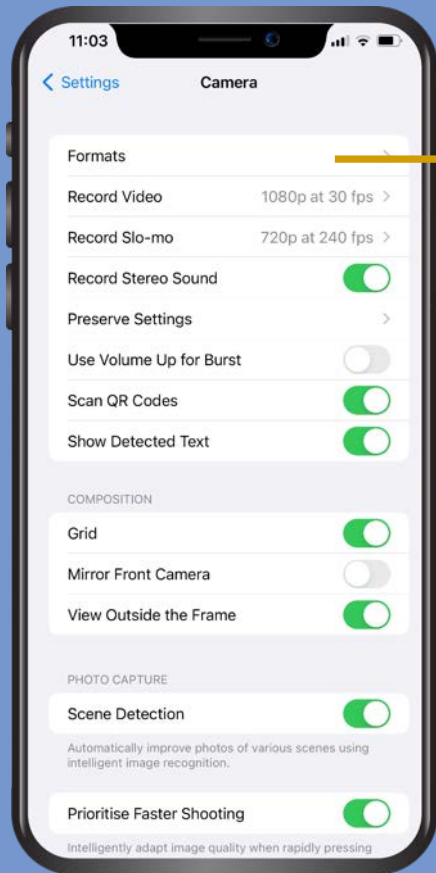 11:03
Settings
Camera
Formats
Record Video 1080p at 30 fps
Record Slo-mo 720p at 240 fps
Record Stereo Sound
Preserve Settings
Use Volume Up for Burst
Scan QR Codes
Show Detected Text
COMPOSITION
Grid
Mirror Front Camera
View Outside the Frame
PHOTO CAPTURE
Scene Detection
Automatically improve photos of various scenes using
intelligent image recognition.
Prioritise Faster Shooting
Intelligently adapt image quality when rapidly pressing